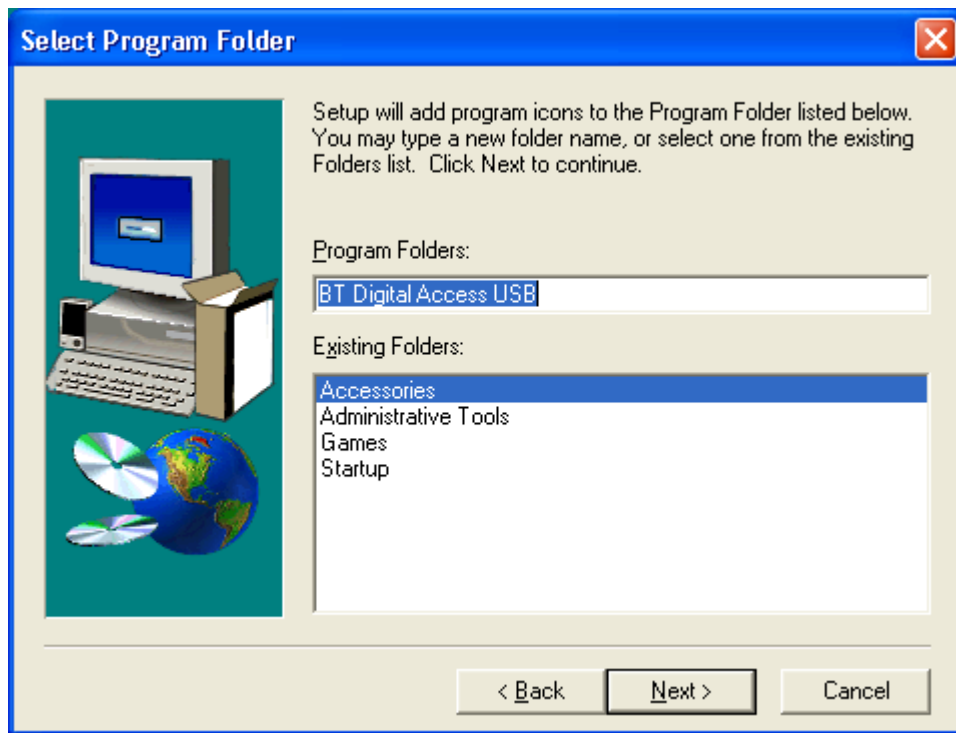 Select Program Folder
Setup will add program icons to the Program Folder listed below.
You may type a new folder name, or select one from the existing
Folders list.  Click Next to continue.
Program Folders:
BT Digital Access USB
Existing Folders:
Accessories
Administrative Tools
Games
Startup
< Back
Next >
Cancel